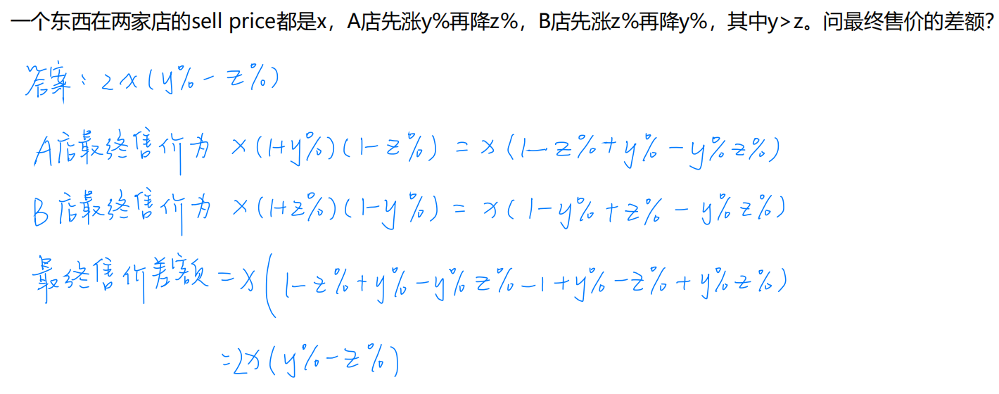 一个东西在两家店的sell price都是x，A店先涨y%再降z%，B店先涨z%再降y%，其中y>z。问最终售价的差额?
答案：2x(y%-z%)
A店最终售价为 x(1+y%)(1-z%) = x(1-z%+y%-y%z%)
B店最终售价为 x(1+z%)(1-y%) = x(1-y%+z%-y%z%)
最终售价差额 = x(1-z%+y%-y%z%-1+y%-z%+y%z%)
=2x(y%-z%)